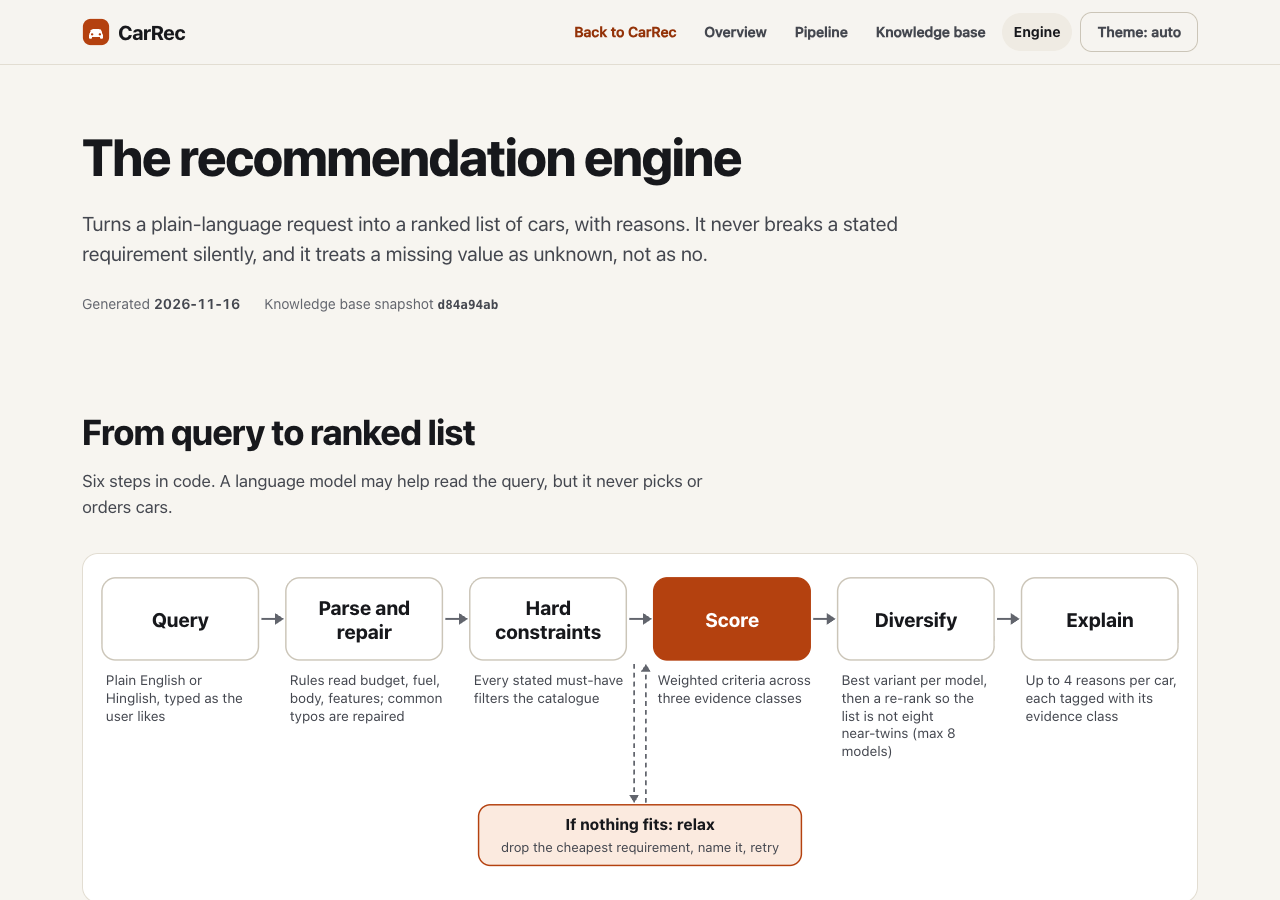 CarRec
Back to CarRec
Overview
Pipeline
Knowledge base
Engine
Theme: auto
The recommendation engine
Turns a plain-language request into a ranked list of cars, with reasons. It never breaks a stated
requirement silently, and it treats a missing value as unknown, not as no.
Generated 2026-11-16 Knowledge base snapshot d84a94ab
From query to ranked list
Six steps in code. A language model may help read the query, but it never picks or
orders cars.
Query
Plain English or
Hinglish, typed as the
user likes
Parse and
repair
Rules read budget, fuel,
body, features; common
typos are repaired
Hard
constraints
Every stated must-have
filters the catalogue
Score
Weighted criteria across
three evidence classes
Diversify
Best variant per model,
then a re-rank so the
list is not eight
near-twins (max 8
models)
Explain
Up to 4 reasons per car,
each tagged with its
evidence class
If nothing fits: relax
drop the cheapest requirement, name it, retry